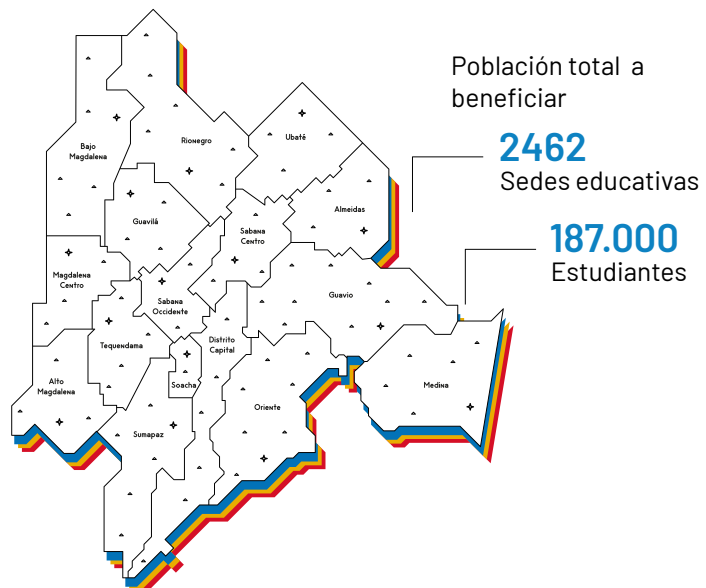 Población total a
beneficiar
2462
Sedes educativas
187.000
Estudiantes
Bajo
Magdalena
Rionegro
Ubaté
Guavilá
Almeidas
Sabana
Centro
Magdalena
Centro
Sabana
Occidente
Guavio
Tequendama
Distrito
Capital
Alto
Magdalena
Soacha
Medina
Oriente
Sumapaz